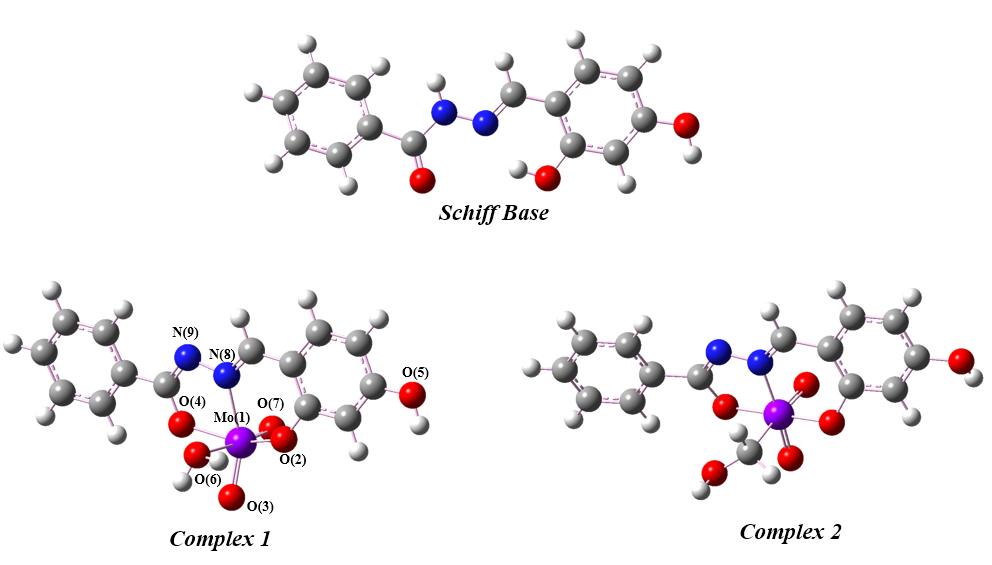 Schiff Base
N(9)
N(8)
O(4)
O(7)
O(5)
Mo(1)
O(2)
O(6)
O(3)
Complex 1
Complex 2